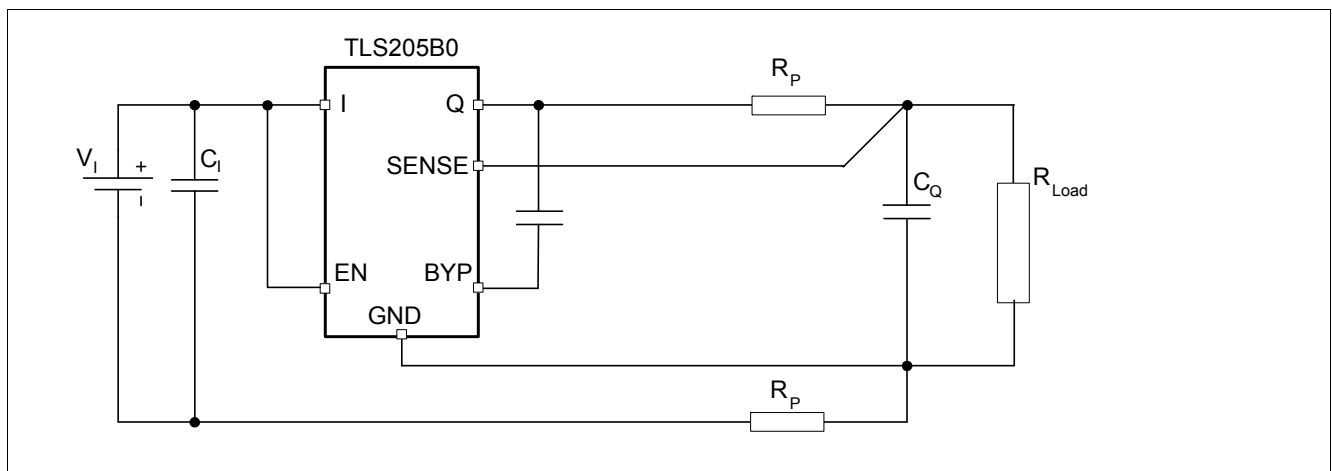 TLS205B0
I
Q
SENSE
EN
BYP
GND
V_I
+
-
C_I
R_P
C_Q
R_Load
R_P